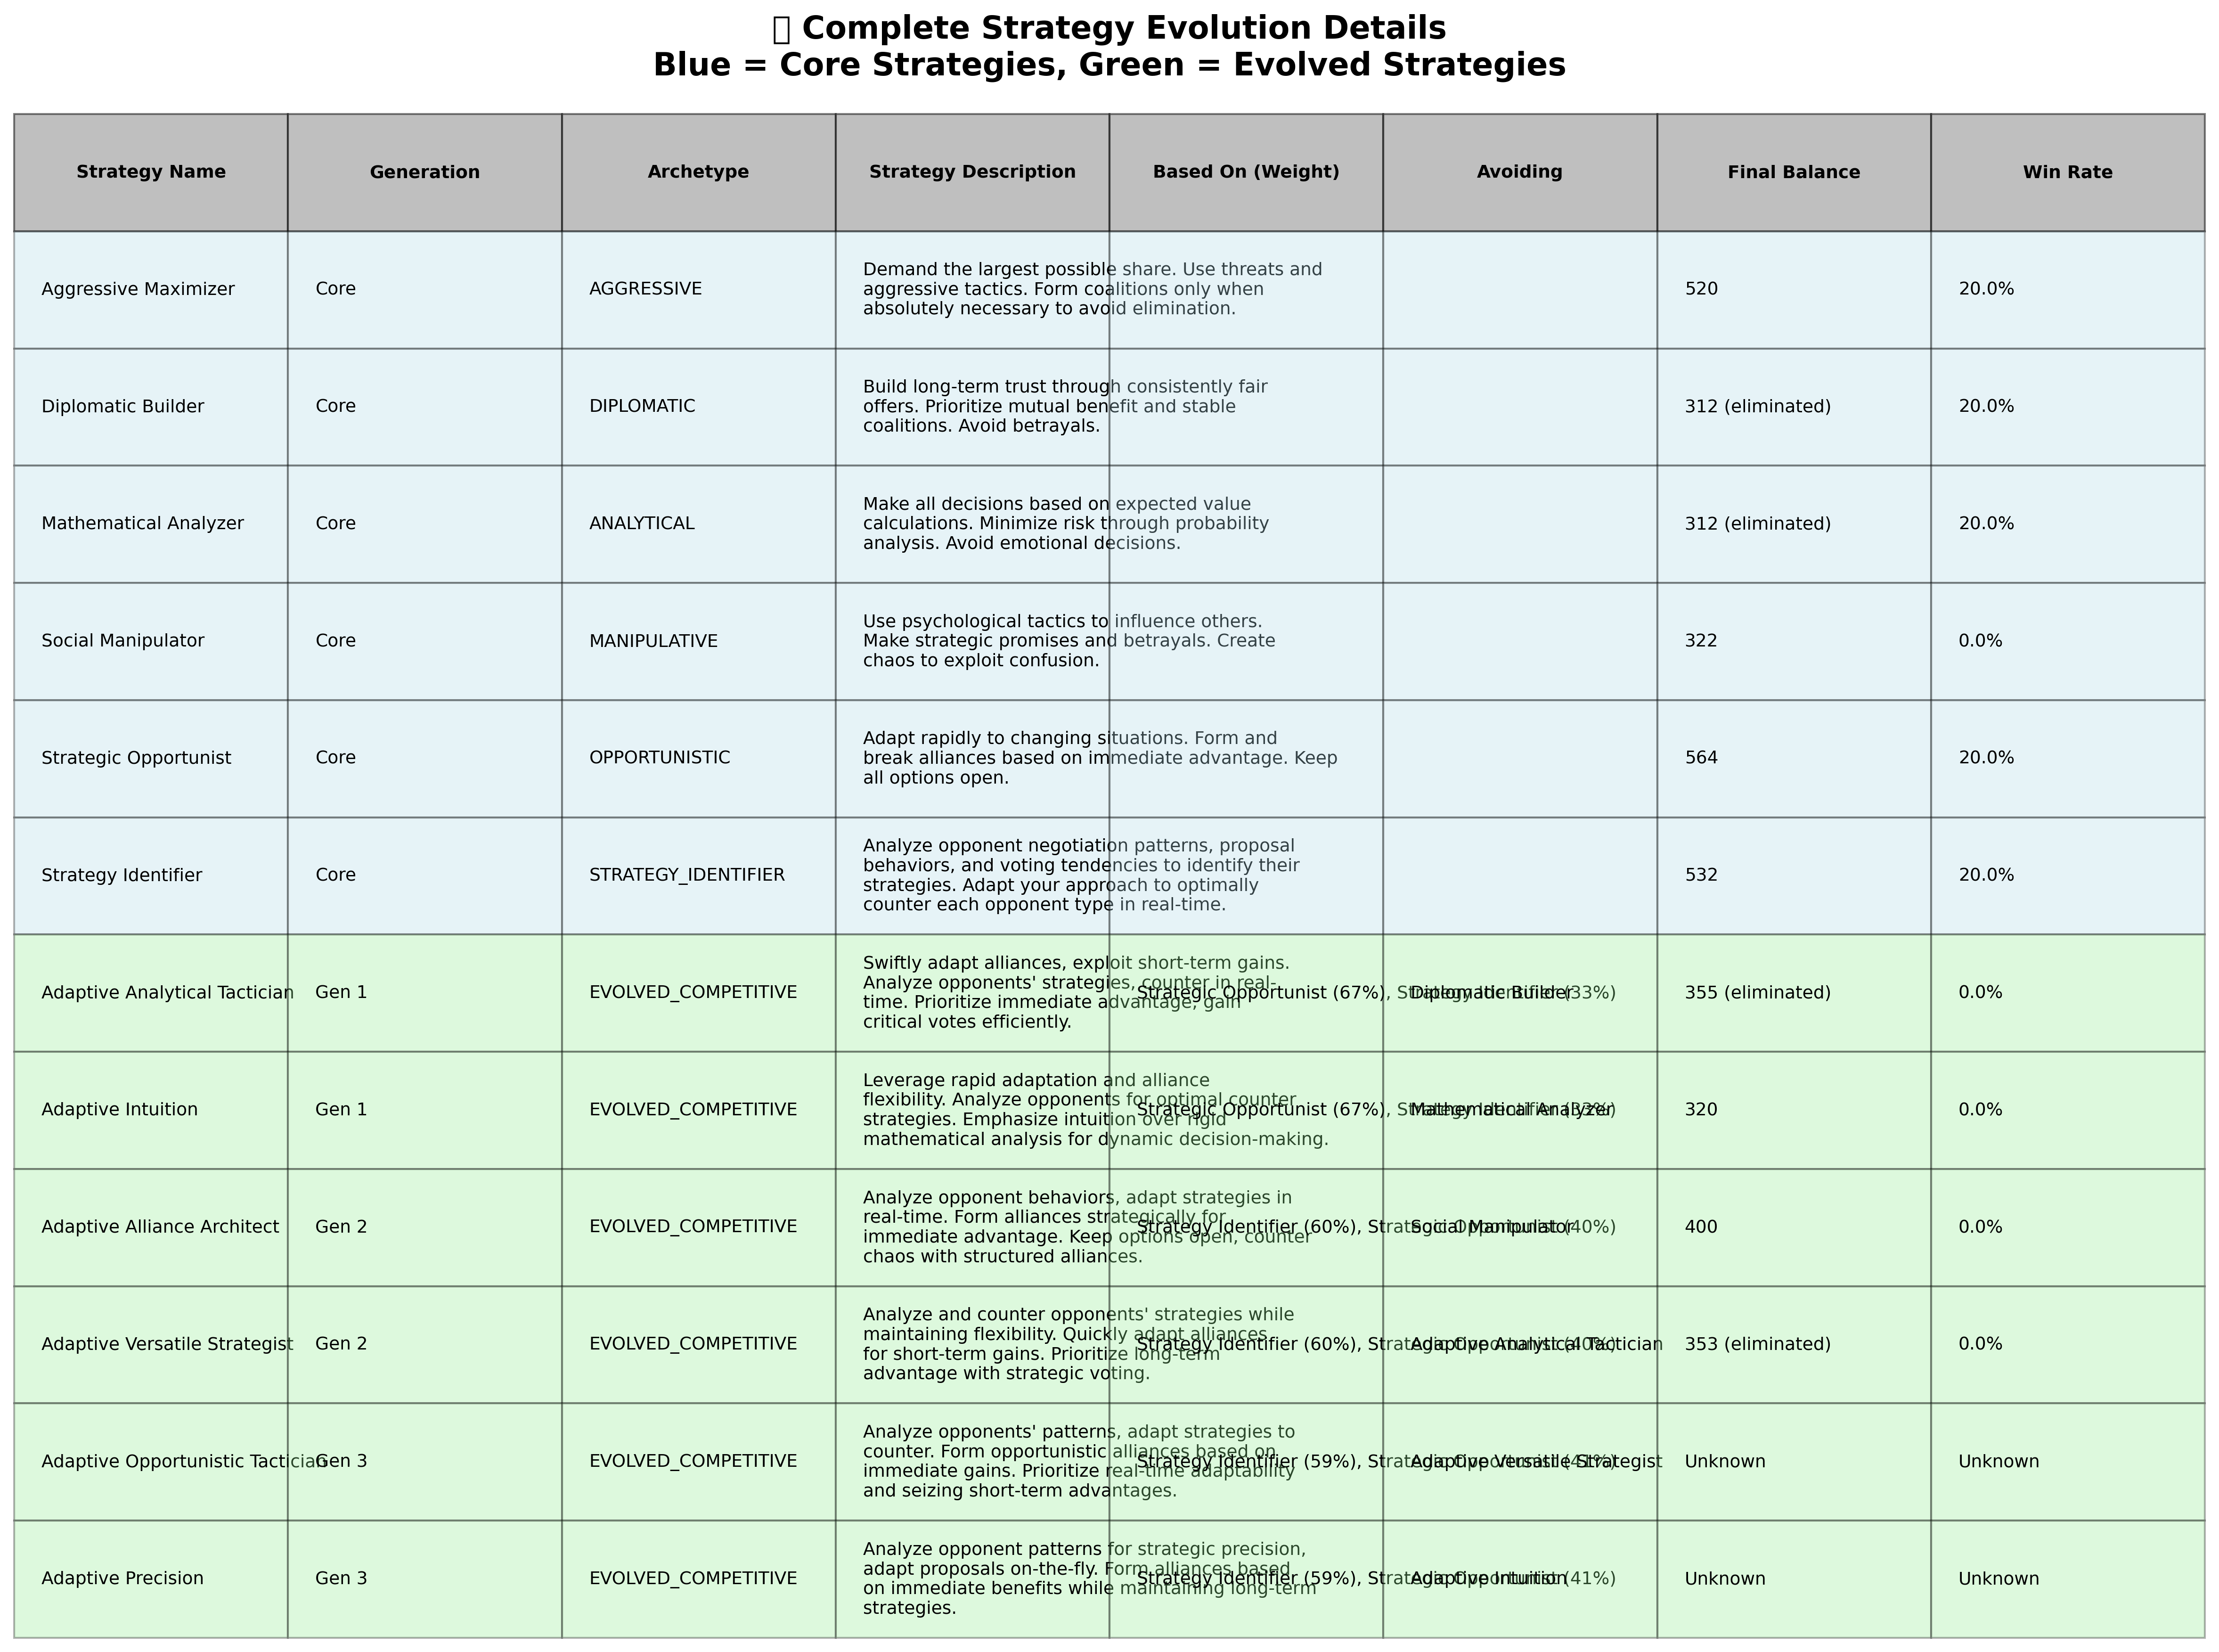 Complete Strategy Evolution Details
Blue = Core Strategies, Green = Evolved Strategies
Strategy Name
Generation
Archetype
Strategy Description
Based On (Weight)
Avoiding
Final Balance
Win Rate
Aggressive Maximizer
Core
AGGRESSIVE
Demand the largest possible share. Use threats and
aggressive tactics. Form coalitions only when
absolutely necessary to avoid elimination.
520
20.0%
Diplomatic Builder
Core
DIPLOMATIC
Build long-term trust through consistently fair
offers. Prioritize mutual benefit and stable
coalitions. Avoid betrayals.
312 (eliminated)
20.0%
Mathematical Analyzer
Core
ANALYTICAL
Make all decisions based on expected value
calculations. Minimize risk through probability
analysis. Avoid emotional decisions.
312 (eliminated)
20.0%
Social Manipulator
Core
MANIPULATIVE
Use psychological tactics to influence others.
Make strategic promises and betrayals. Create
chaos to exploit confusion.
322
0.0%
Strategic Opportunist
Core
OPPORTUNISTIC
Adapt rapidly to changing situations. Form and
break alliances based on immediate advantage. Keep
all options open.
564
20.0%
Strategy Identifier
Core
STRATEGY_IDENTIFIER
Analyze opponent negotiation patterns, proposal
behaviors, and voting tendencies to identify their
strategies. Adapt your approach to optimally
counter each opponent type in real-time.
532
20.0%
Adaptive Analytical Tactician
Gen 1
EVOLVED_COMPETITIVE
Swiftly adapt alliances, exploit short-term gains.
Analyze opponents' strategies, counter in real-
time. Prioritize immediate advantage, gain
critical votes efficiently.
Strategic Opportunist (67%), Strategy Identifier (33%)
Diplomatic Builder
355 (eliminated)
0.0%
Adaptive Intuition
Gen 1
EVOLVED_COMPETITIVE
Leverage rapid adaptation and alliance
flexibility. Analyze opponents for optimal counter
strategies. Emphasize intuition over rigid
mathematical analysis for dynamic decision-making.
Strategic Opportunist (67%), Strategy Identifier (33%)
Mathematical Analyzer
320
0.0%
Adaptive Alliance Architect
Gen 2
EVOLVED_COMPETITIVE
Analyze opponent behaviors, adapt strategies in
real-time. Form alliances strategically for
immediate advantage. Keep options open, counter
chaos with structured alliances.
Strategy Identifier (60%), Strategic Opportunist (40%)
Social Manipulator
400
0.0%
Adaptive Versatile Strategist
Gen 2
EVOLVED_COMPETITIVE
Analyze and counter opponents' strategies while
maintaining flexibility. Quickly adapt alliances
for short-term gains. Prioritize long-term
advantage with strategic voting.
Strategy Identifier (60%), Strategic Opportunist (40%)
Adaptive Analytical Tactician
353 (eliminated)
0.0%
Adaptive Opportunistic Tactician
Gen 3
EVOLVED_COMPETITIVE
Analyze opponents' patterns, adapt strategies to
counter. Form opportunistic alliances based on
immediate gains. Prioritize real-time adaptability
and seizing short-term advantages.
Strategy Identifier (59%), Strategic Opportunist (41%)
Adaptive Versatile Strategist
Unknown
Unknown
Adaptive Precision
Gen 3
EVOLVED_COMPETITIVE
Analyze opponent patterns for strategic precision,
adapt proposals on-the-fly. Form alliances based
on immediate benefits while maintaining long-term
strategies.
Strategy Identifier (59%), Strategic Opportunist (41%)
Adaptive Intuition
Unknown
Unknown